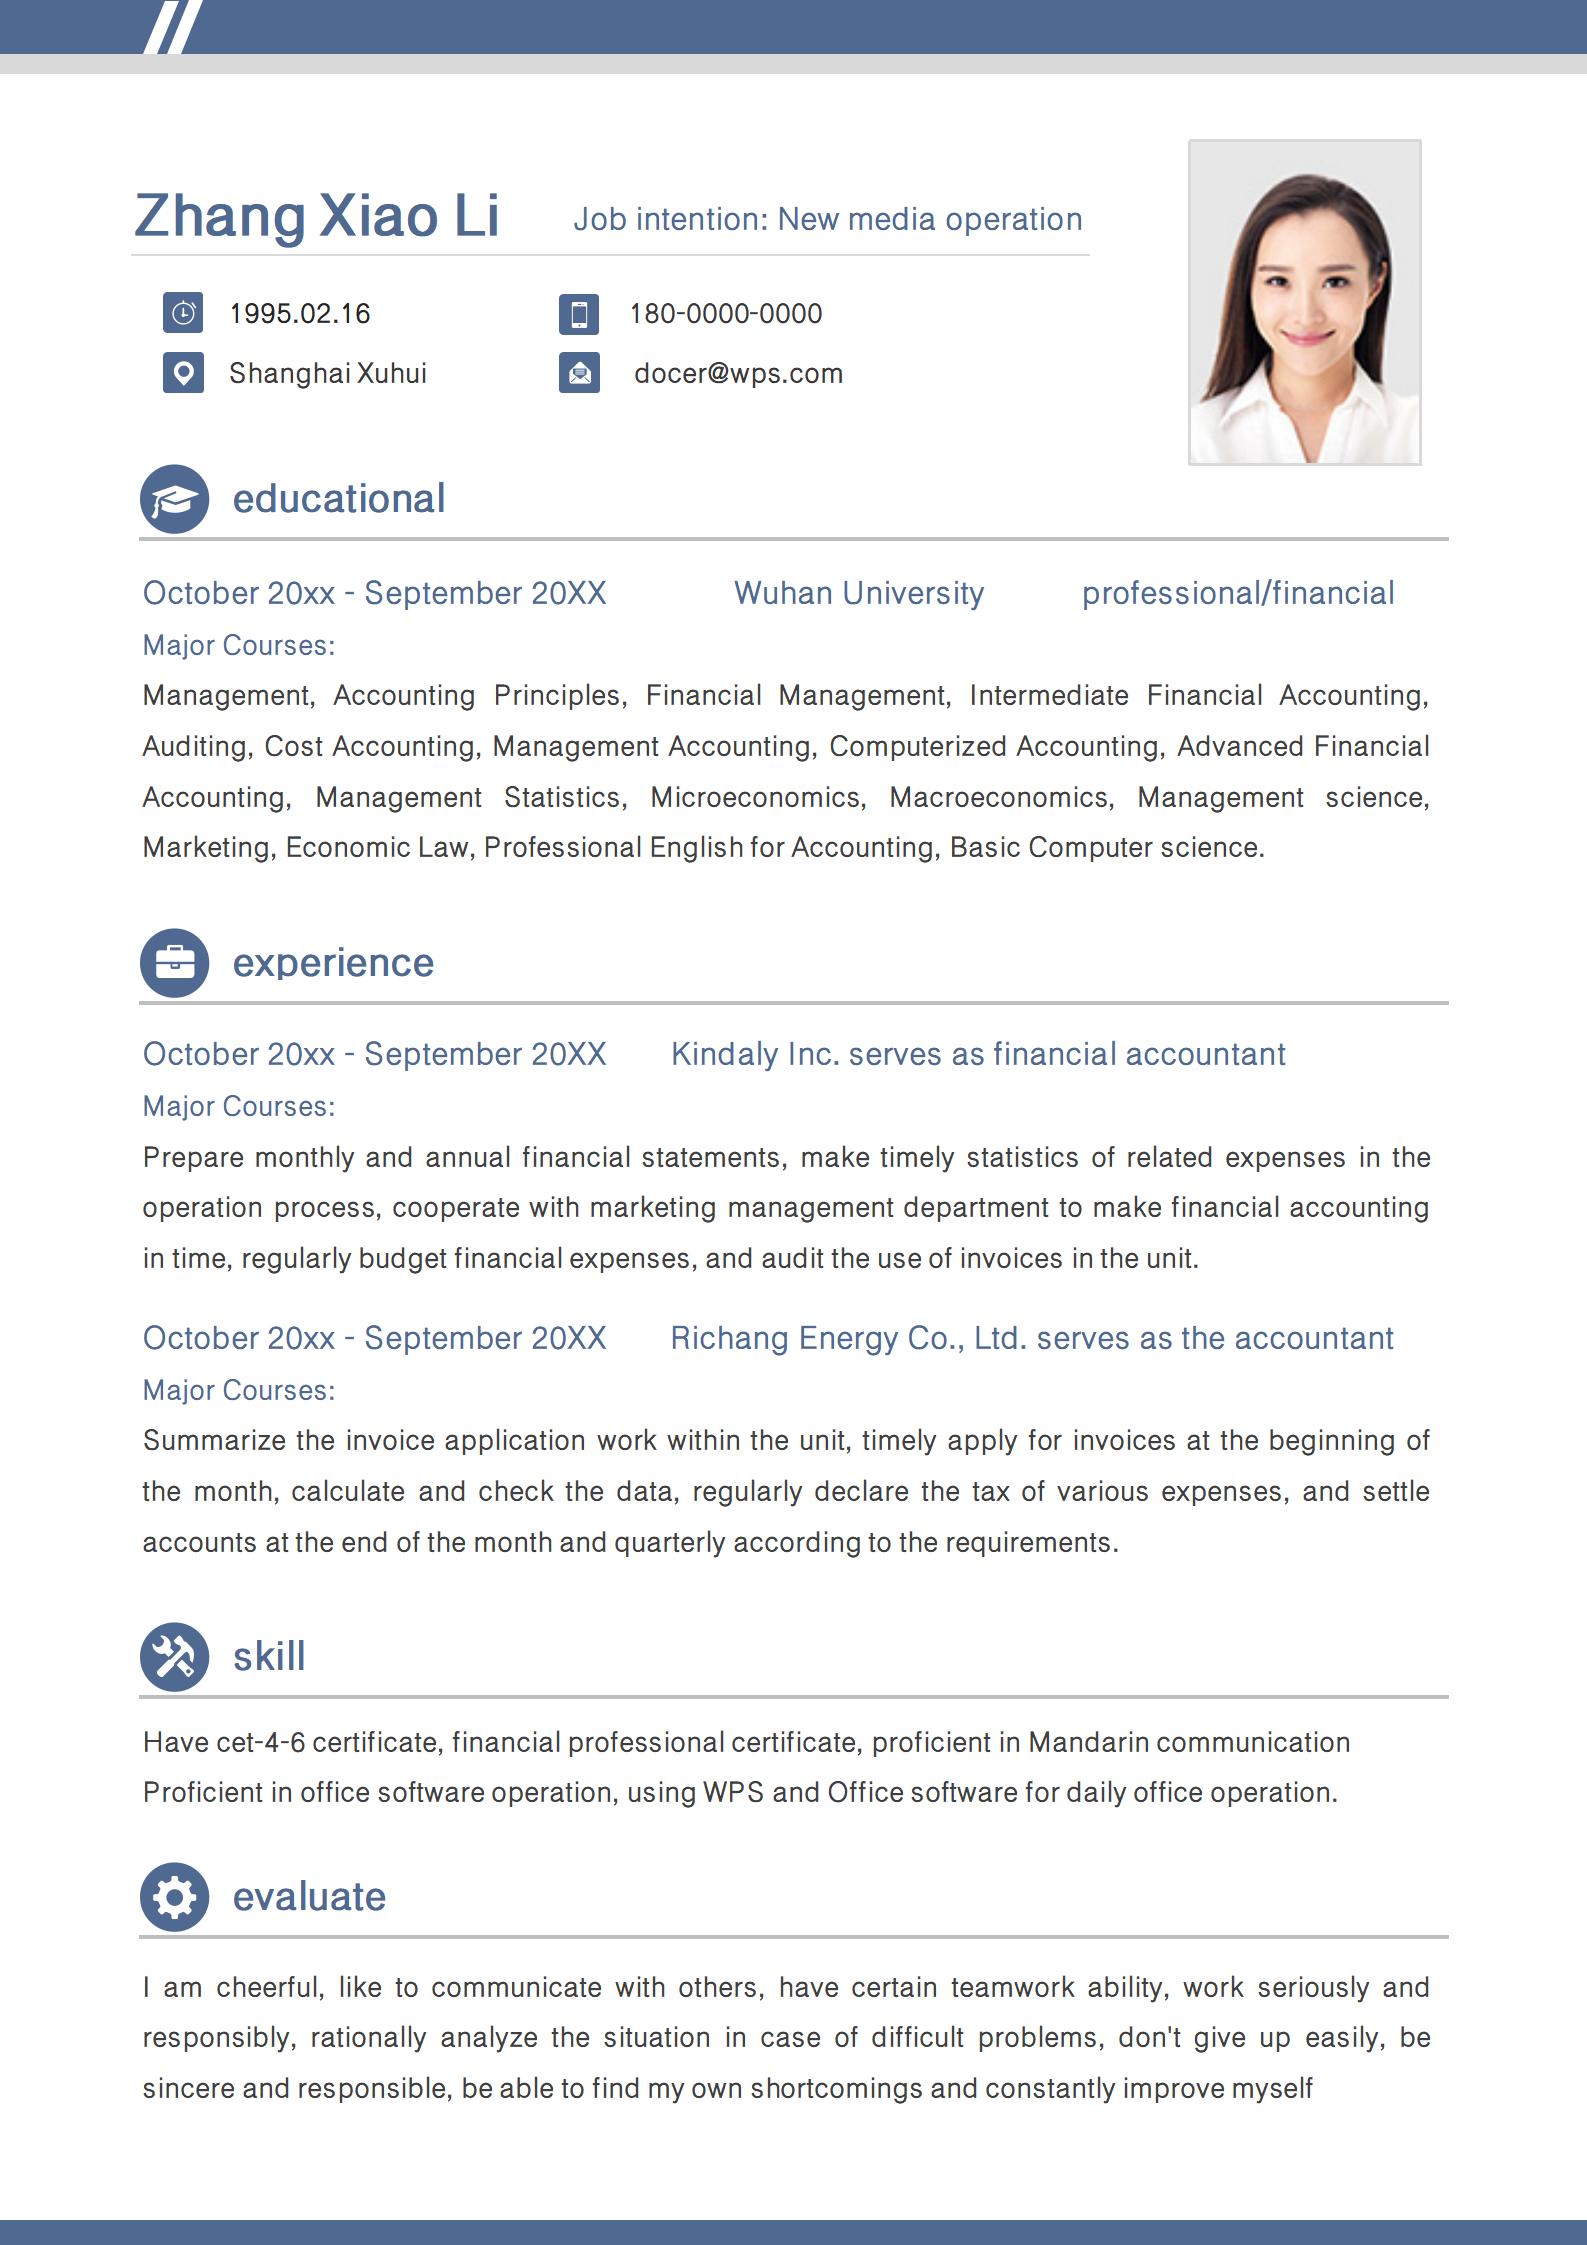 Zhang Xiao Li
Job intention: New media operation
1995.02.16
180-0000-0000
Shanghai Xuhui
docer@wps.com
educational
October 20xx - September 20XX Wuhan University professional/financial
Major Courses:
Management, Accounting Principles, Financial Management, Intermediate Financial Accounting,
Auditing, Cost Accounting, Management Accounting, Computerized Accounting, Advanced Financial
Accounting, Management Statistics, Microeconomics, Macroeconomics, Management science,
Marketing, Economic Law, Professional English for Accounting, Basic Computer science.
experience
October 20xx - September 20XX Kindaly Inc. serves as financial accountant
Major Courses:
Prepare monthly and annual financial statements, make timely statistics of related expenses in the
operation process, cooperate with marketing management department to make financial accounting
in time, regularly budget financial expenses, and audit the use of invoices in the unit.
October 20xx - September 20XX Richang Energy Co., Ltd. serves as the accountant
Major Courses:
Summarize the invoice application work within the unit, timely apply for invoices at the beginning of
the month, calculate and check the data, regularly declare the tax of various expenses, and settle
accounts at the end of the month and quarterly according to the requirements.
skill
Have cet-4-6 certificate, financial professional certificate, proficient in Mandarin communication
Proficient in office software operation, using WPS and Office software for daily office operation.
evaluate
I am cheerful, like to communicate with others, have certain teamwork ability, work seriously and
responsibly, rationally analyze the situation in case of difficult problems, don't give up easily, be
sincere and responsible, be able to find my own shortcomings and constantly improve myself